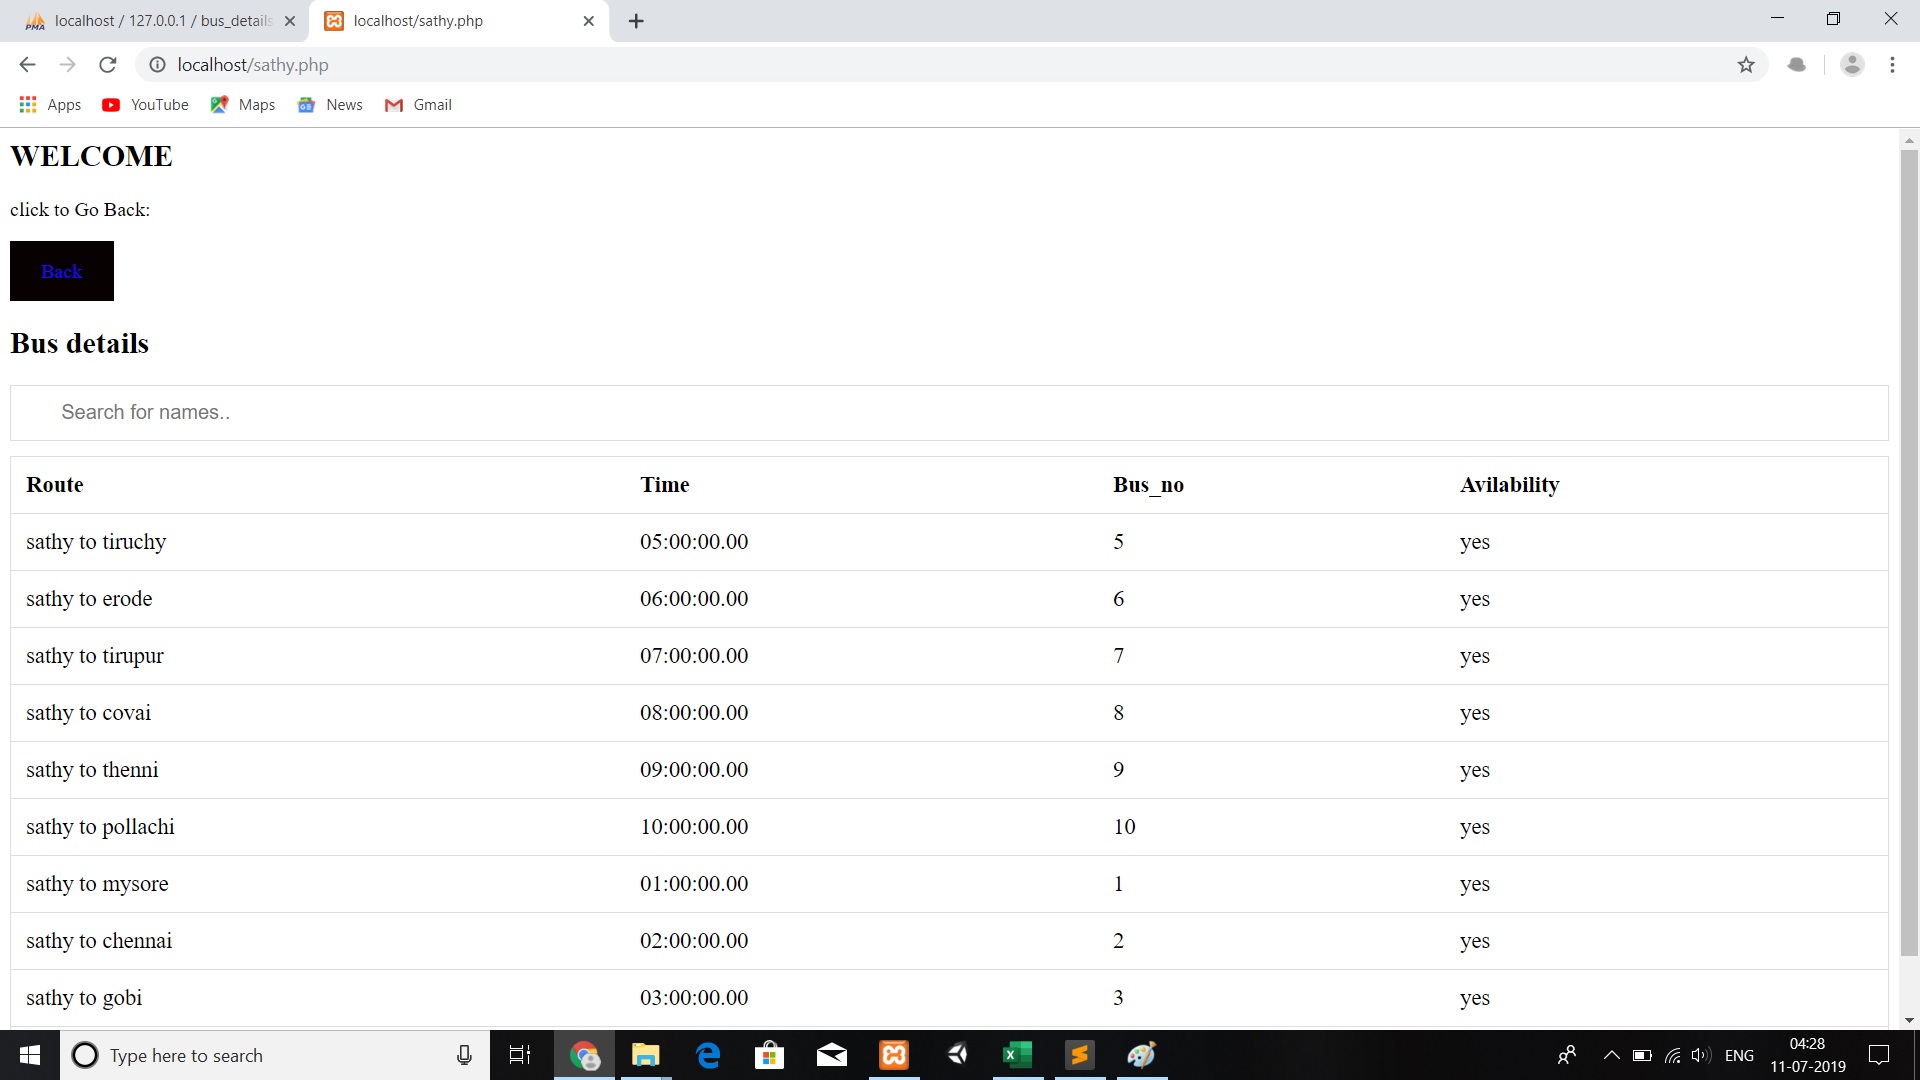 localhost / 127.0.0.1 / bus_details
localhost/sathy.php
localhost/sathy.php
Apps YouTube Maps News Gmail
WELCOME
click to Go Back:
Back
Bus details
Search for names..
Route Time Bus_no Avilability
sathy to tiruchy 05:00:00.00 5 yes
sathy to erode 06:00:00.00 6 yes
sathy to tirupur 07:00:00.00 7 yes
sathy to covai 08:00:00.00 8 yes
sathy to thenni 09:00:00.00 9 yes
sathy to pollachi 10:00:00.00 10 yes
sathy to mysore 01:00:00.00 1 yes
sathy to chennai 02:00:00.00 2 yes
sathy to gobi 03:00:00.00 3 yes
Type here to search
ENG
04:28
11-07-2019